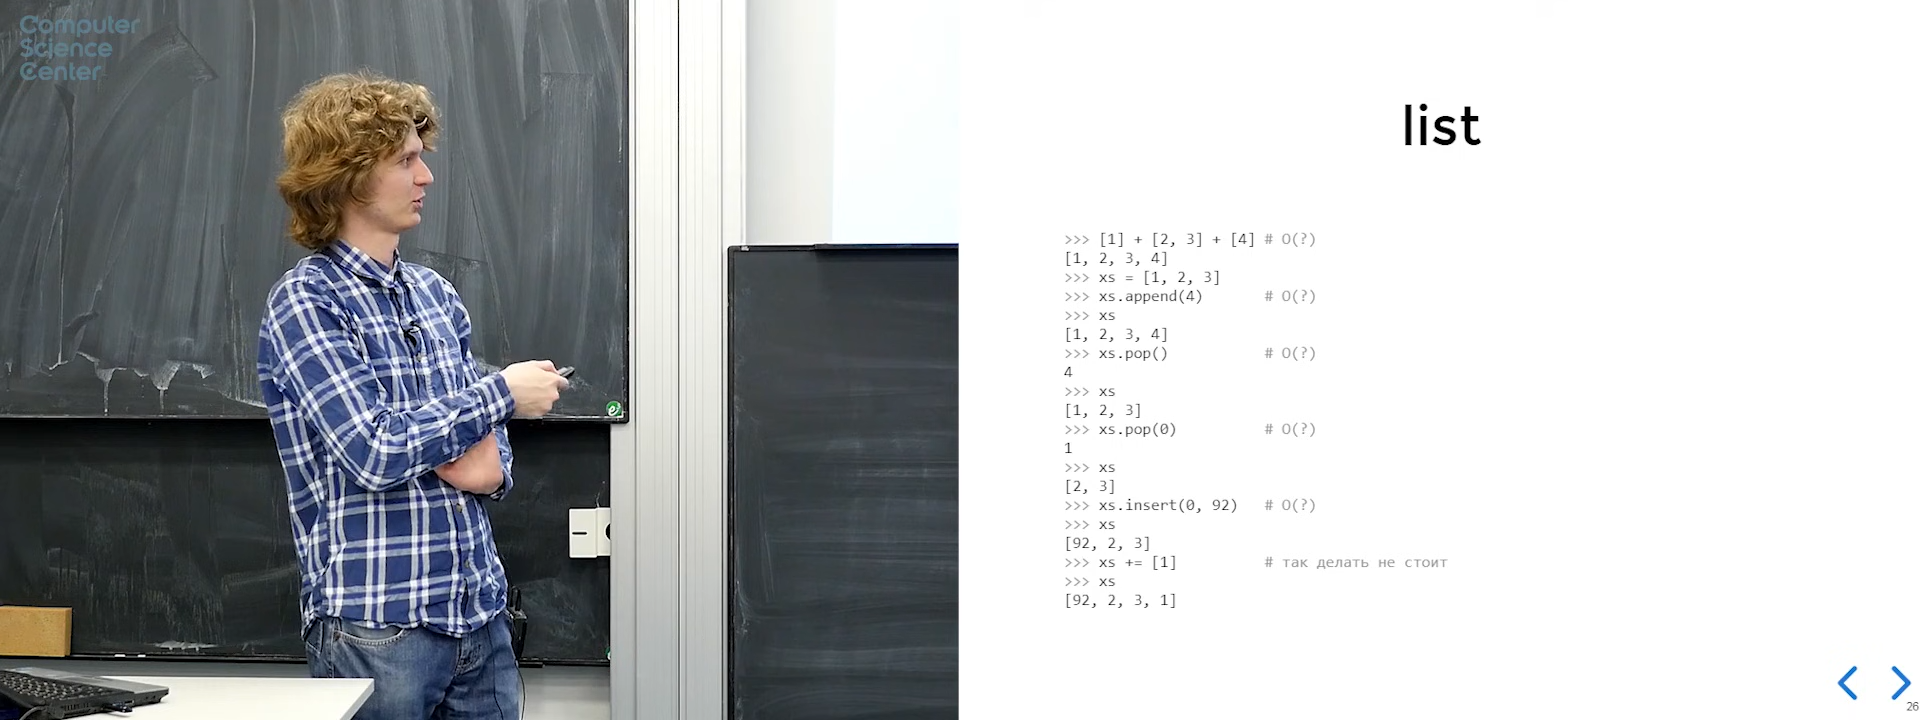 Computer
Science
Center
list
>>> [1] + [2, 3] + [4] # O(?)
[1, 2, 3, 4]
>>> xs = [1, 2, 3]
>>> xs.append(4)       # O(?)
>>> xs
[1, 2, 3, 4]
>>> xs.pop()           # O(?)
4
>>> xs
[1, 2, 3]
>>> xs.pop(0)          # O(?)
1
>>> xs
[2, 3]
>>> xs.insert(0, 92)   # O(?)
>>> xs
[92, 2, 3]
>>> xs += [1]          # так делать не стоит
>>> xs
[92, 2, 3, 1]
26